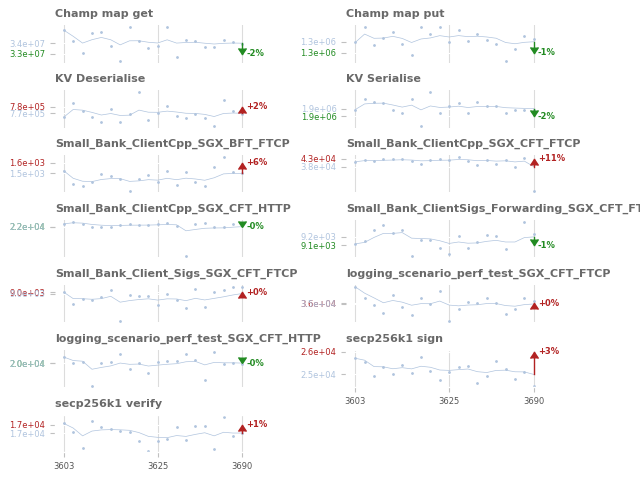 Champ map get
3.4e+07
3.3e+07
-2%
Champ map put
1.3e+06
1.3e+06
-1%
KV Deserialise
7.8e+05
7.7e+05
+2%
KV Serialise
1.9e+06
1.9e+06
-2%
Small_Bank_ClientCpp_SGX_BFT_FTCP
1.6e+03
1.5e+03
+6%
Small_Bank_ClientCpp_SGX_CFT_FTCP
4.3e+04
3.8e+04
+11%
Small_Bank_ClientCpp_SGX_CFT_HTTP
2.2e+04
-0%
Small_Bank_ClientSigs_Forwarding_SGX_CFT_FT
9.2e+03
9.1e+03
-1%
Small_Bank_Client_Sigs_SGX_CFT_FTCP
9.0e+03
+0%
logging_scenario_perf_test_SGX_CFT_FTCP
3.6e+04
+0%
logging_scenario_perf_test_SGX_CFT_HTTP
2.0e+04
-0%
secp256k1 sign
2.6e+04
2.5e+04
+3%
3603
3625
3690
secp256k1 verify
1.7e+04
1.7e+04
+1%
3603
3625
3690